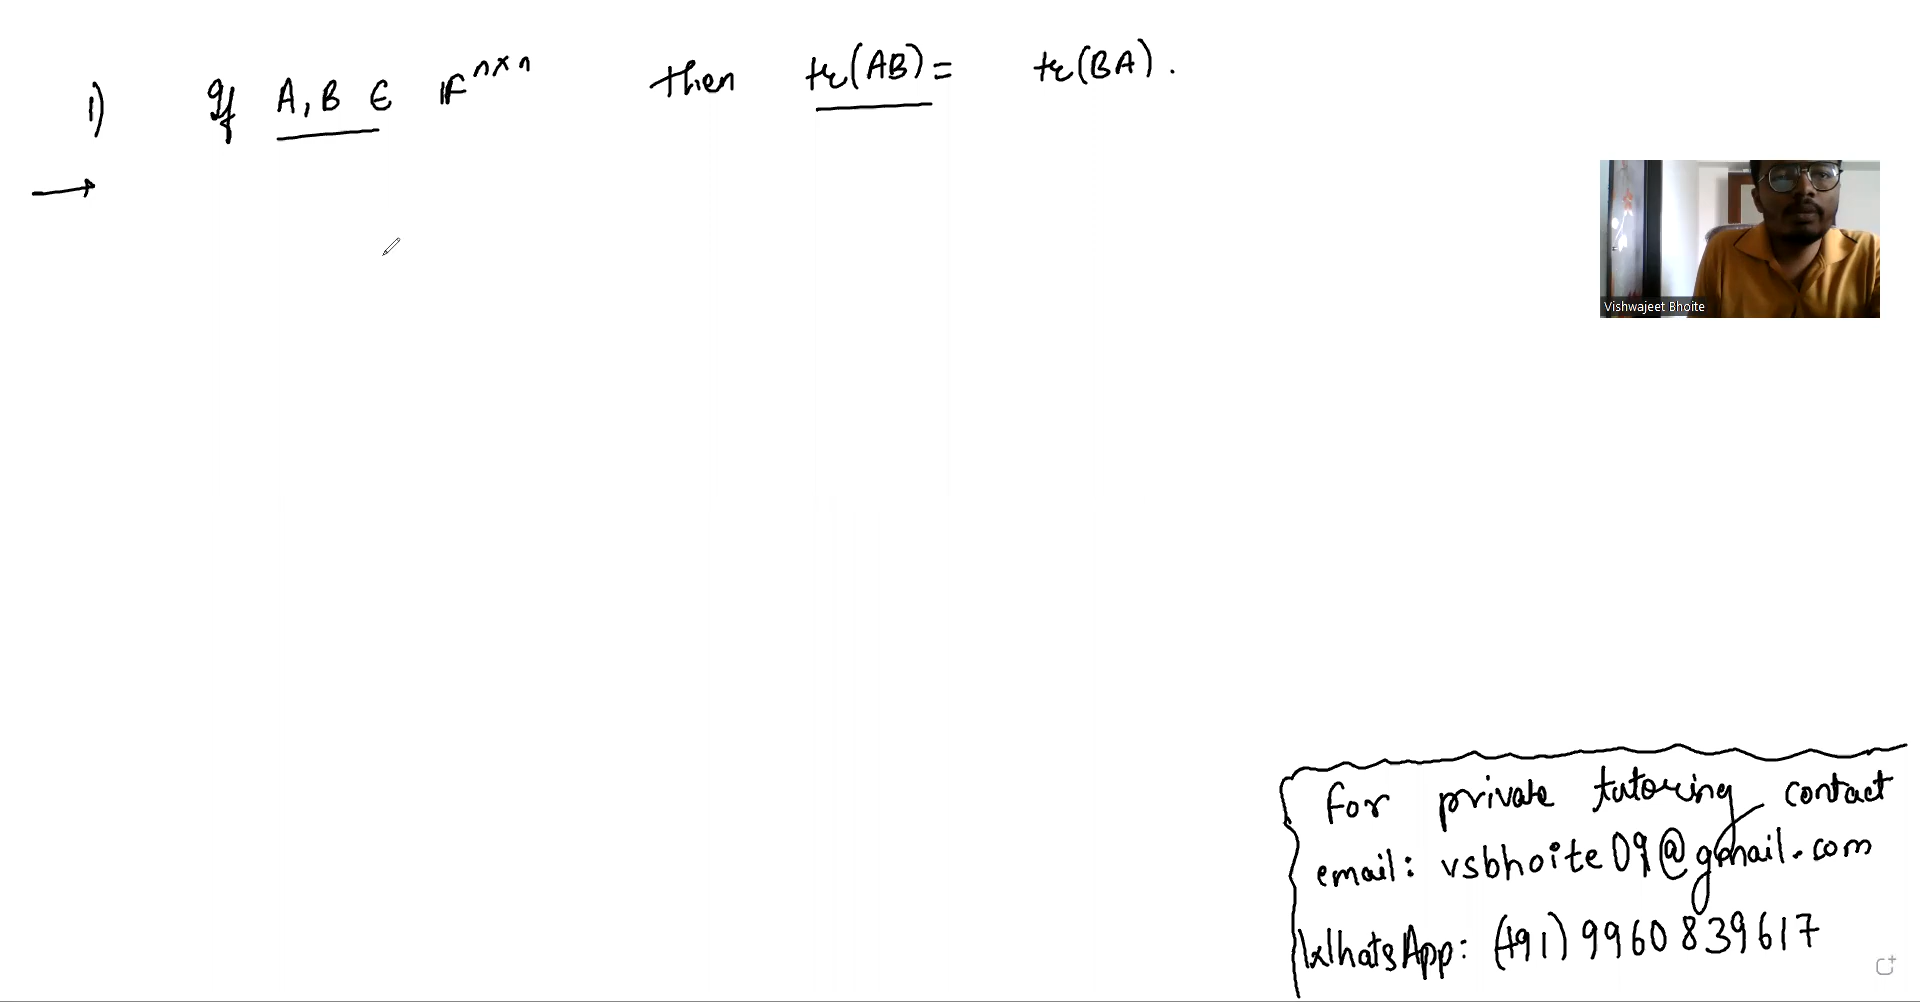 1) If A, B ∈ F^{n×n} then tr(AB) = tr(BA).
→
Vishwajeet Bhoite
For private tutoring contact
email: vsbhoite09@gmail.com
WhatsApp: (+91) 9960839617